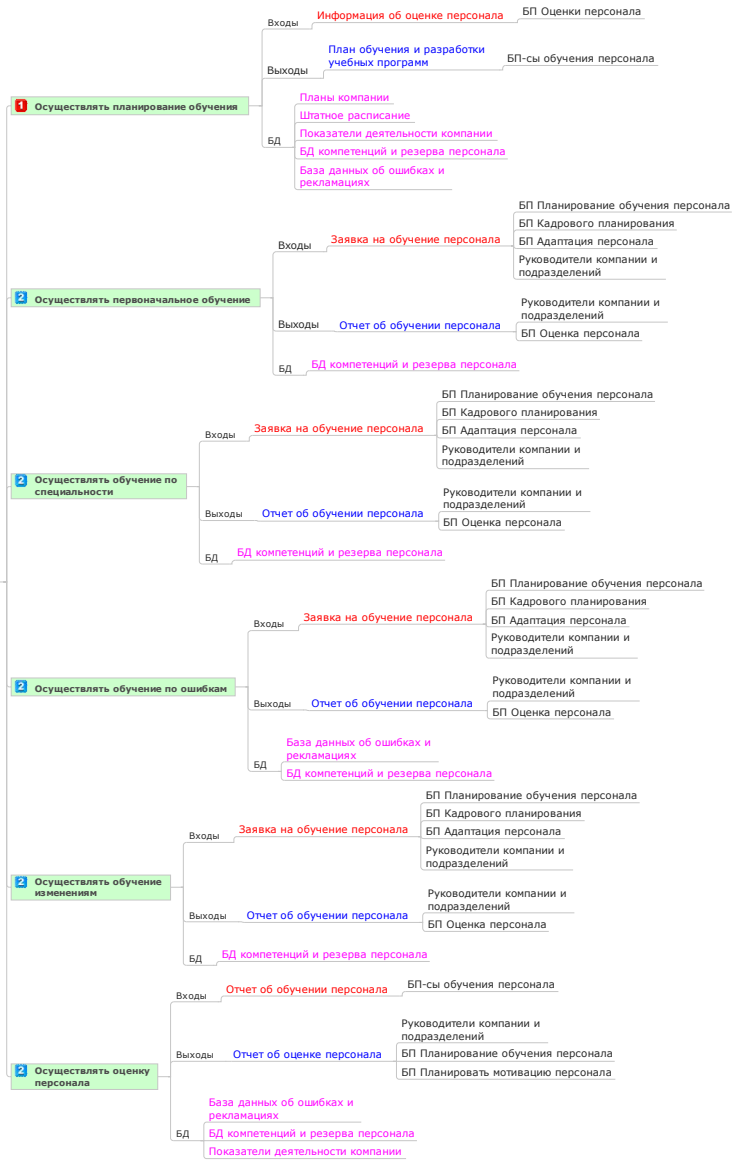 Входы
Информация об оценке персонала
БП Оценки персонала
Выходы
План обучения и разработки
учебных программ
БП-сы обучения персонала
1 Осуществлять планирование обучения
БД
Планы компании
Штатное расписание
Показатели деятельности компании
БД компетенций и резерва персонала
База данных об ошибках и
рекламациях
2 Осуществлять первоначальное обучение
Входы
Заявка на обучение персонала
БП Планирование обучения персонала
БП Кадрового планирования
БП Адаптация персонала
Руководители компании и
подразделений
Выходы
Отчет об обучении персонала
Руководители компании и
подразделений
БП Оценка персонала
БД
БД компетенций и резерва персонала
2 Осуществлять обучение по
специальности
Входы
Заявка на обучение персонала
БП Планирование обучения персонала
БП Кадрового планирования
БП Адаптация персонала
Руководители компании и
подразделений
Выходы
Отчет об обучении персонала
Руководители компании и
подразделений
БП Оценка персонала
БД
БД компетенций и резерва персонала
2 Осуществлять обучение по ошибкам
Входы
Заявка на обучение персонала
БП Планирование обучения персонала
БП Кадрового планирования
БП Адаптация персонала
Руководители компании и
подразделений
Выходы
Отчет об обучении персонала
Руководители компании и
подразделений
БП Оценка персонала
БД
База данных об ошибках и
рекламациях
БД компетенций и резерва персонала
2 Осуществлять обучение
изменениям
Входы
Заявка на обучение персонала
БП Планирование обучения персонала
БП Кадрового планирования
БП Адаптация персонала
Руководители компании и
подразделений
Выходы
Отчет об обучении персонала
Руководители компании и
подразделений
БП Оценка персонала
БД
БД компетенций и резерва персонала
2 Осуществлять оценку
персонала
Входы
Отчет об обучении персонала
БП-сы обучения персонала
Выходы
Отчет об оценке персонала
Руководители компании и
подразделений
БП Планирование обучения персонала
БП Планировать мотивацию персонала
БД
База данных об ошибках и
рекламациях
БД компетенций и резерва персонала
Показатели деятельности компании